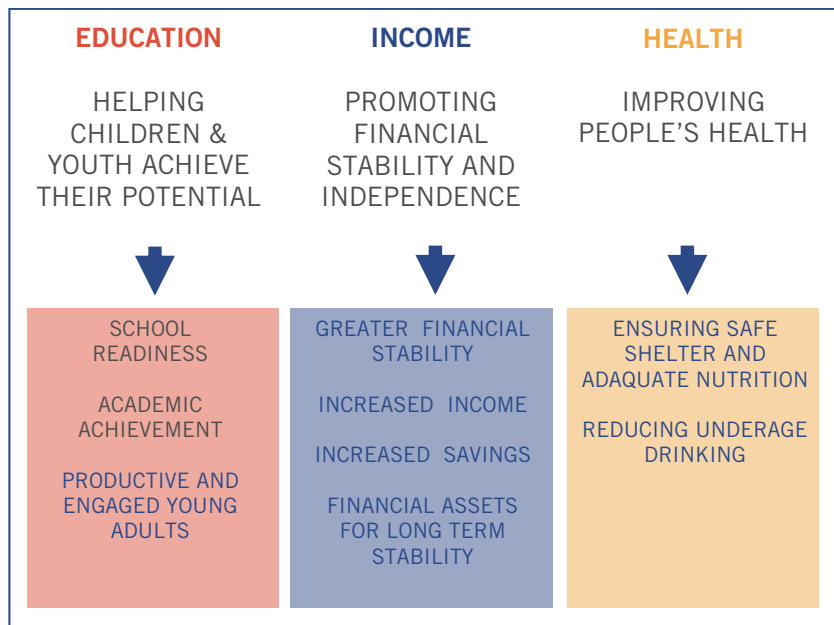 EDUCATION
HELPING
CHILDREN &
YOUTH ACHIEVE
THEIR POTENTIAL
SCHOOL
READINESS
ACADEMIC
ACHIEVEMENT
PRODUCTIVE AND
ENGAGED YOUNG
ADULTS
INCOME
PROMOTING
FINANCIAL
STABILITY AND
INDEPENDENCE
GREATER FINANCIAL
STABILITY
INCREASED INCOME
INCREASED SAVINGS
FINANCIAL ASSETS
FOR LONG TERM
STABILITY
HEALTH
IMPROVING
PEOPLE'S HEALTH
ENSURING SAFE
SHELTER AND
ADAQUATE NUTRITION
REDUCING UNDERAGE
DRINKING